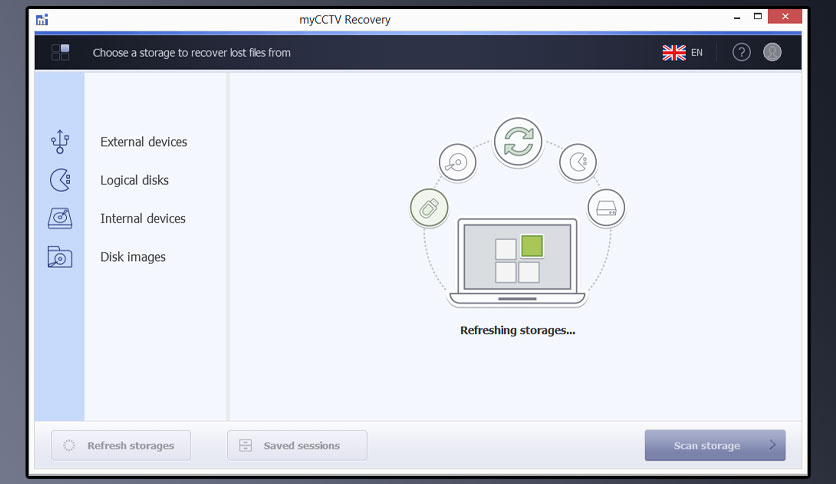 myCCTV Recovery
Choose a storage to recover lost files from
EN
External devices
Logical disks
Internal devices
Disk images
Refreshing storages...
Refresh storages
Saved sessions
Scan storage